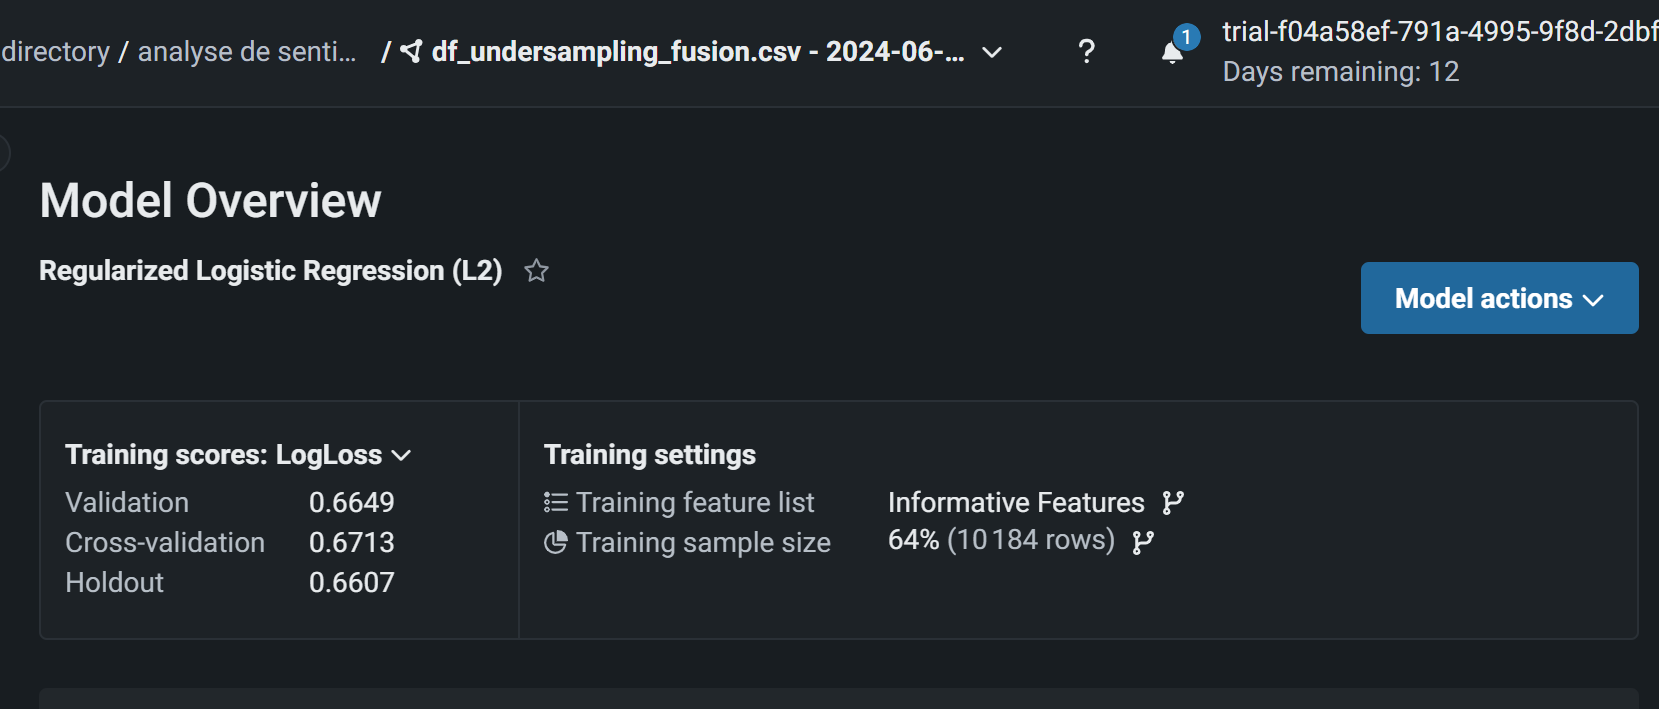 directory / analyse de senti... / df_undersampling_fusion.csv - 2024-06-...
?
1
trial-f04a58ef-791a-4995-9f8d-2dbf
Days remaining: 12
Model Overview
Regularized Logistic Regression (L2)
Model actions
Training scores: LogLoss
Validation 0.6649
Cross-validation 0.6713
Holdout 0.6607
Training settings
Training feature list Informative Features
Training sample size 64% (10 184 rows)